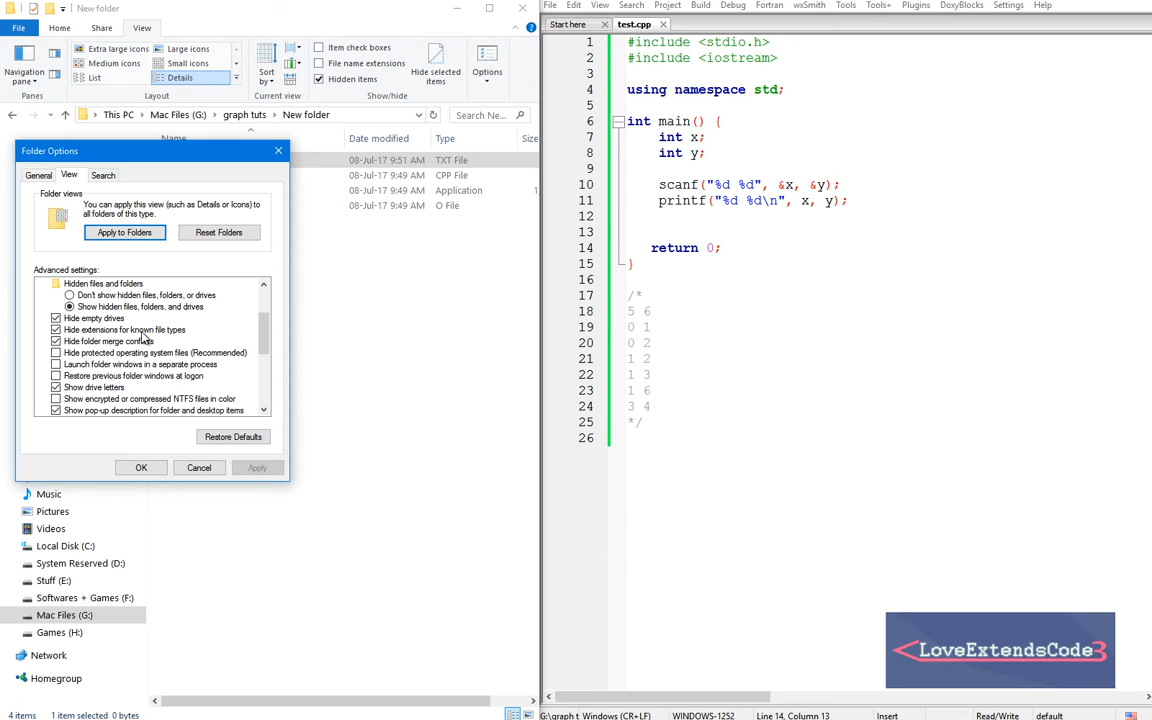 New folder
File Home Share View
Navigation pane
Panes
Extra large icons Large icons
Medium icons Small icons
List Details
Layout
Sort by
Current view
Item check boxes
File name extensions
Hidden items
Hide selected items
Show/hide
Options
This PC > Mac Files (G:) > graph tuts > New folder
Search Ne...
Name Date modified Type Size
08-Jul-17 9:51 AM TXT File
08-Jul-17 9:49 AM CPP File
08-Jul-17 9:49 AM Application 1
08-Jul-17 9:49 AM O File
Folder Options
General View Search
Folder views
You can apply this view (such as Details or Icons) to
all folders of this type.
Apply to Folders Reset Folders
Advanced settings:
Hidden files and folders
Don't show hidden files, folders, or drives
Show hidden files, folders, and drives
Hide empty drives
Hide extensions for known file types
Hide folder merge conflicts
Hide protected operating system files (Recommended)
Launch folder windows in a separate process
Restore previous folder windows at logon
Show drive letters
Show encrypted or compressed NTFS files in color
Show pop-up description for folder and desktop items
Restore Defaults
OK Cancel Apply
Music
Pictures
Videos
Local Disk (C:)
System Reserved (D:)
Stuff (E:)
Softwares + Games (F:)
Mac Files (G:)
Games (H:)
Network
Homegroup
4 items 1 item selected 0 bytes
File Edit View Search Project Build Debug Fortran wxSmith Tools Tools+ Plugins DoxyBlocks Settings Help
Start here test.cpp
1 #include <stdio.h>
2 #include <iostream>
3
4 using namespace std;
5
6 int main() {
7 int x;
8 int y;
9
10 scanf("%d %d", &x, &y);
11 printf("%d %d\n", x, y);
12
13
14 return 0;
15 }
16
17 /*
18 5 6
19 0 1
20 0 2
21 1 2
22 1 3
23 1 6
24 3 4
25 */
26
<LoveExtendsCode3
G:\graph t Windows (CR+LF) WINDOWS-1252 Line 14, Column 13 Insert Read/Write default